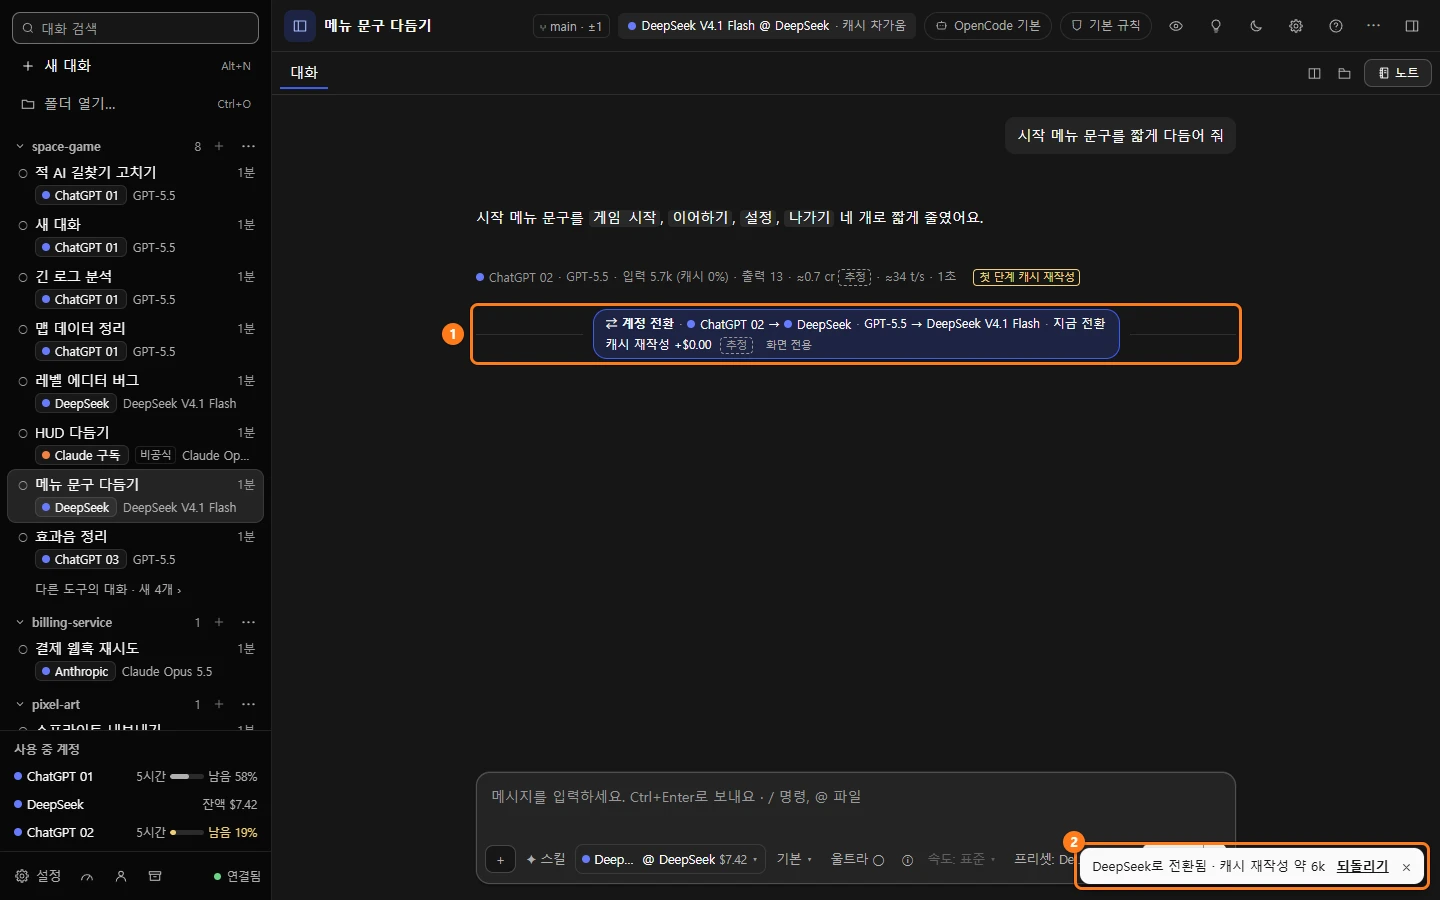 대화 검색
새 대화 Alt+N
폴더 열기... Ctrl+O
space-game 8
적 AI 길찾기 고치기 1분
ChatGPT 01 GPT-5.5
새 대화 1분
ChatGPT 01 GPT-5.5
긴 로그 분석 1분
ChatGPT 01 GPT-5.5
맵 데이터 정리 1분
ChatGPT 01 GPT-5.5
레벨 에디터 버그 1분
DeepSeek DeepSeek V4.1 Flash
HUD 다듬기 1분
Claude 구독 비공식 Claude Op...
메뉴 문구 다듬기 1분
DeepSeek DeepSeek V4.1 Flash
효과음 정리 1분
ChatGPT 03 GPT-5.5
다른 도구의 대화 · 새 4개 ›
billing-service 1
결제 웹훅 재시도 1분
Anthropic Claude Opus 5.5
pixel-art 1
사용 중 계정
ChatGPT 01 5시간 남음 58%
DeepSeek 잔액 $7.42
ChatGPT 02 5시간 남음 19%
설정 연결됨
메뉴 문구 다듬기 main · ±1 DeepSeek V4.1 Flash @ DeepSeek · 캐시 차가움 OpenCode 기본 기본 규칙
대화 노트
시작 메뉴 문구를 짧게 다듬어 줘
시작 메뉴 문구를 게임 시작, 이어하기, 설정, 나가기 네 개로 짧게 줄였어요.
ChatGPT 02 · GPT-5.5 · 입력 5.7k (캐시 0%) · 출력 13 · ≈0.7 cr 추정 · ≈34 t/s · 1초 첫 단계 캐시 재작성
1
⇄ 계정 전환 · ChatGPT 02 → DeepSeek · GPT-5.5 → DeepSeek V4.1 Flash · 지금 전환
캐시 재작성 +$0.00 추정 화면 전용
메시지를 입력하세요. Ctrl+Enter로 보내요 · / 명령, @ 파일
+ 스킬 Deep... @ DeepSeek $7.42 기본 울트라 속도: 표준 프리셋: De
2
DeepSeek로 전환됨 · 캐시 재작성 약 6k 되돌리기 ×